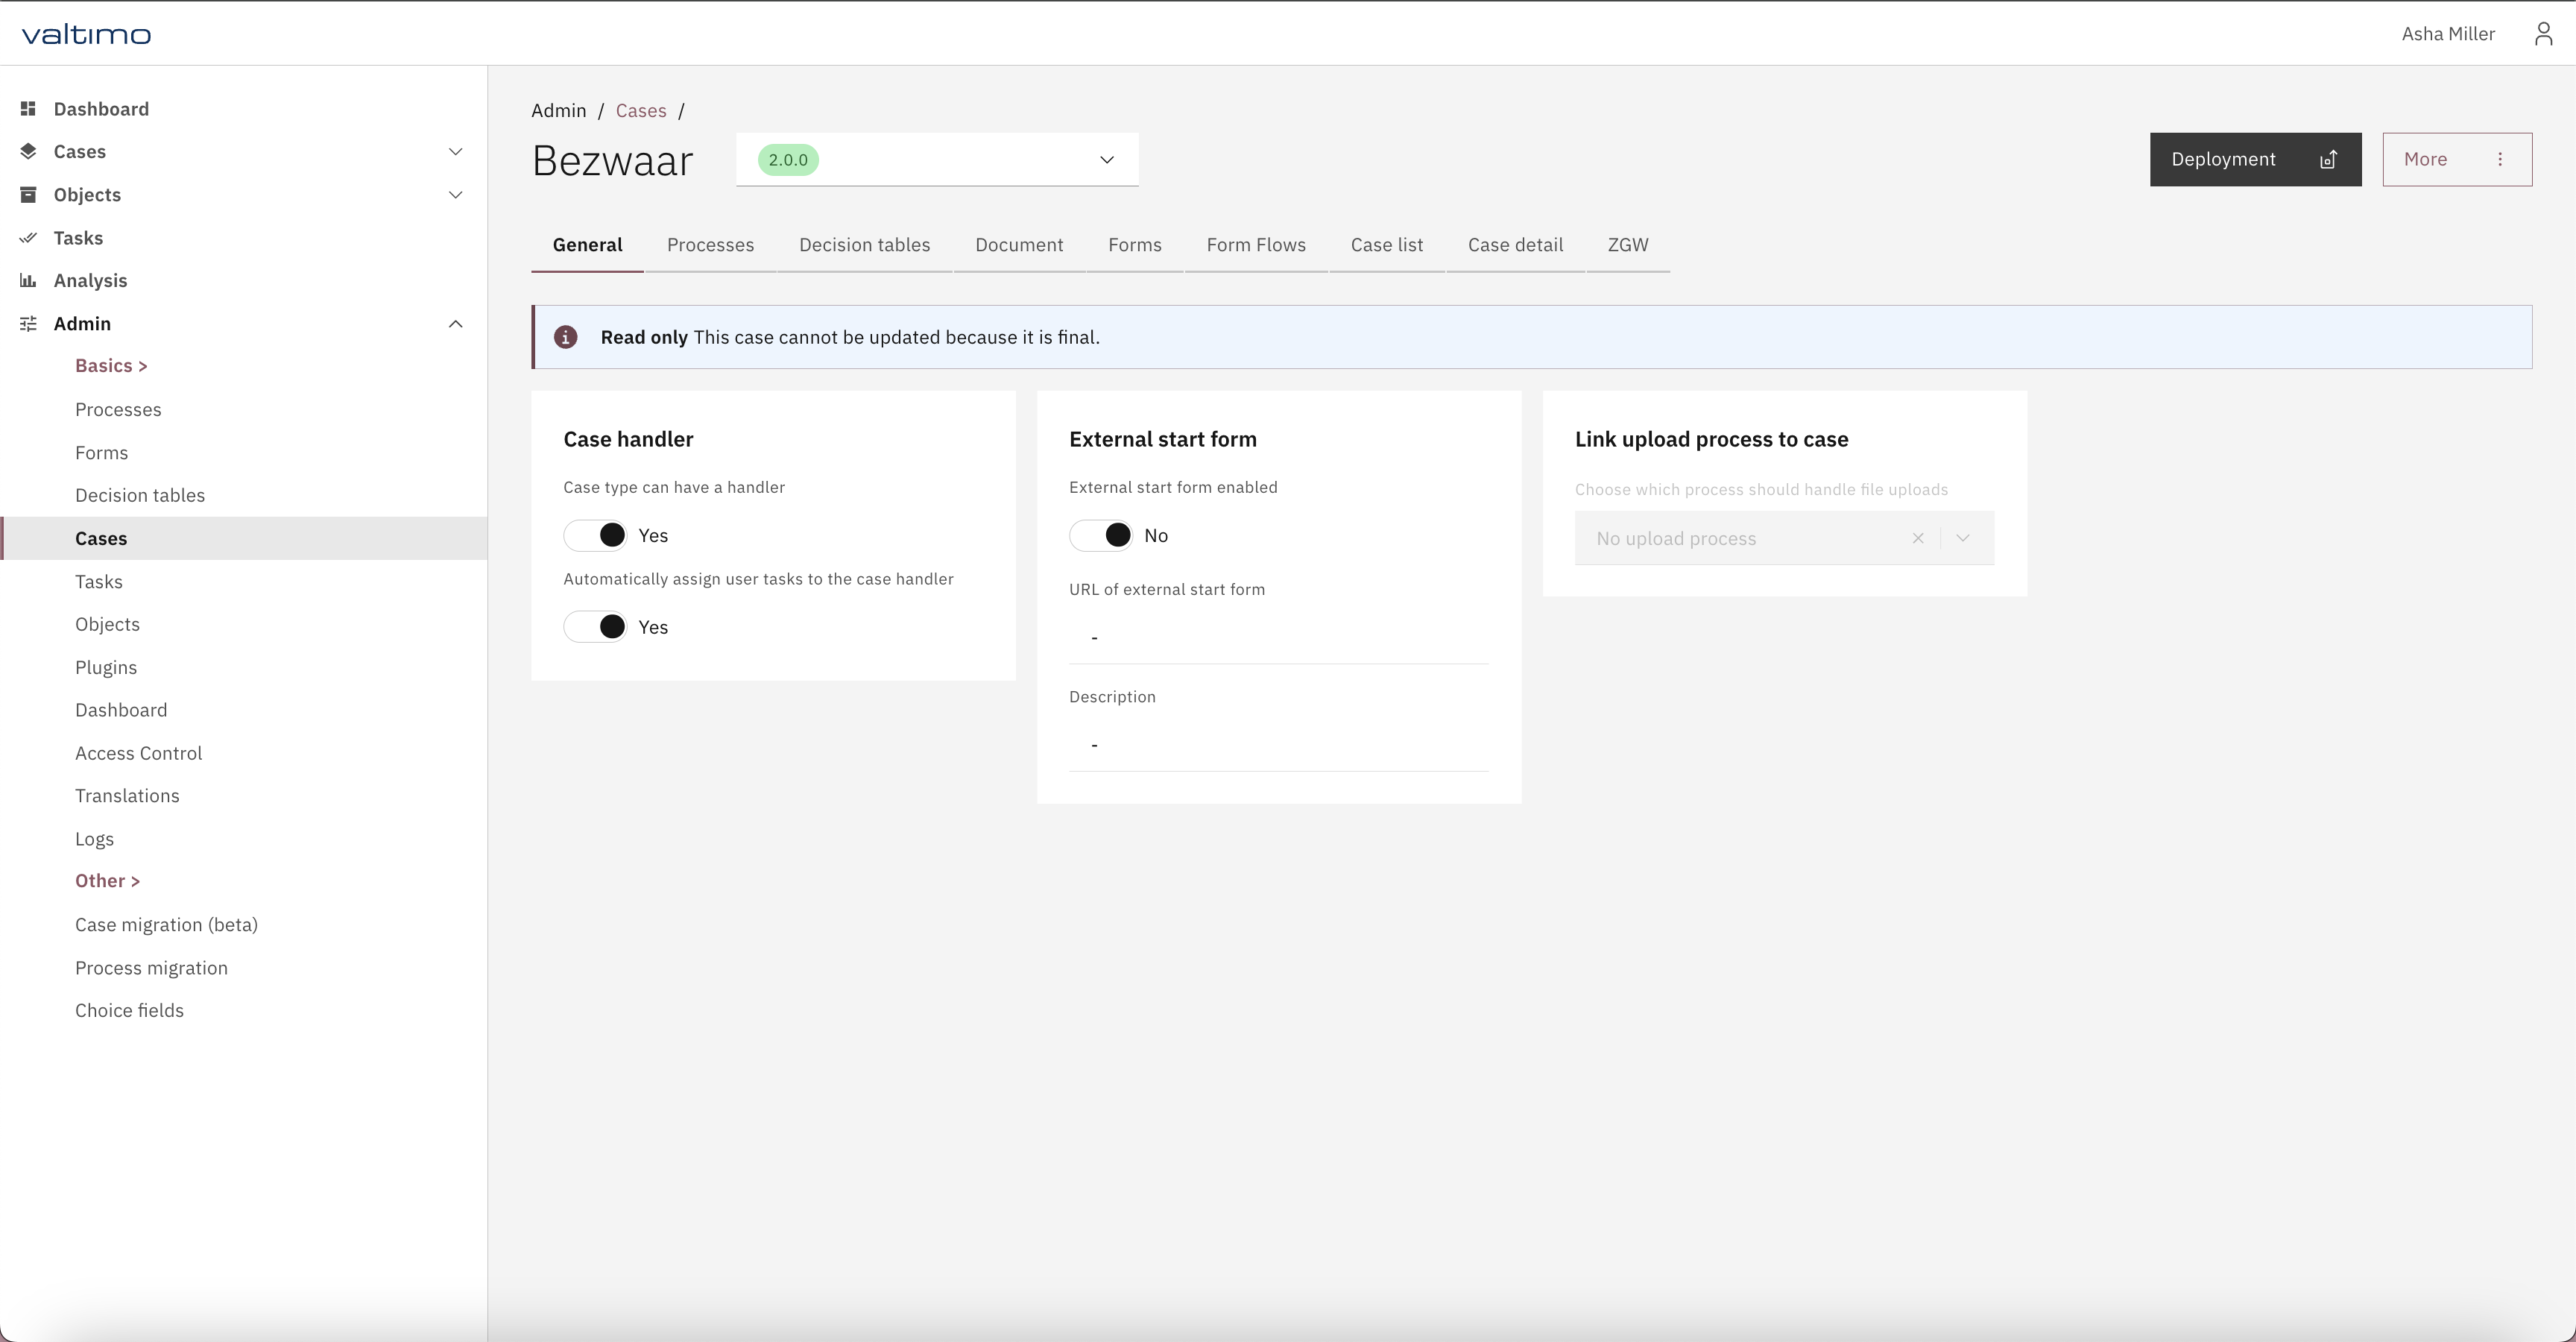 valtimo
Asha Miller
Dashboard
Cases
Objects
Tasks
Analysis
Admin
Basics >
Processes
Forms
Decision tables
Cases
Tasks
Objects
Plugins
Dashboard
Access Control
Translations
Logs
Other >
Case migration (beta)
Process migration
Choice fields
Admin / Cases /
Bezwaar 2.0.0
Deployment More
General Processes Decision tables Document Forms Form Flows Case list Case detail ZGW
Read only This case cannot be updated because it is final.
Case handler
Case type can have a handler
Yes
Automatically assign user tasks to the case handler
Yes
External start form
External start form enabled
No
URL of external start form
-
Description
-
Link upload process to case
Choose which process should handle file uploads
No upload process